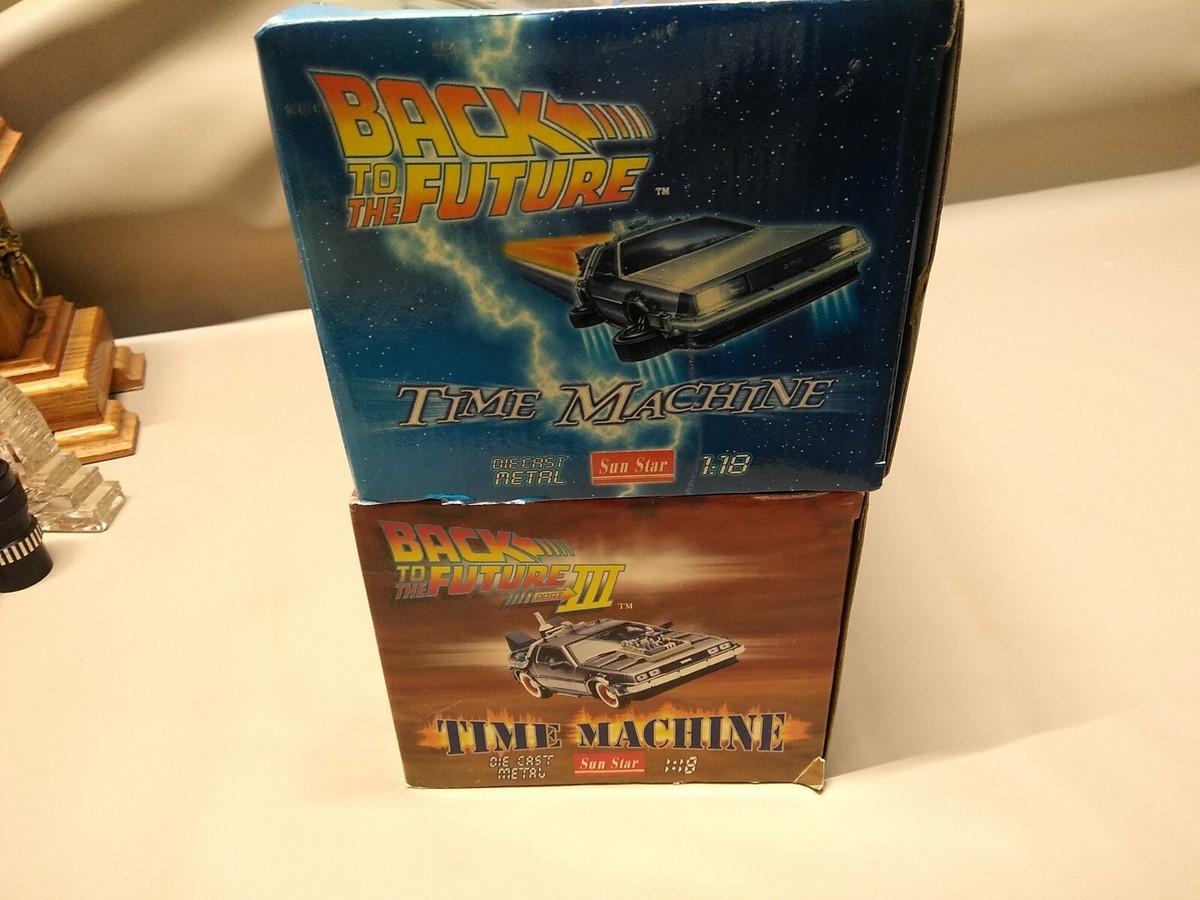 BACK
TO THE FUTURE ™
DMC
TIME MACHINE
DIE CAST METAL Sun Star 1:18
BACK
TO THE FUTURE PART III ™
TIME MACHINE
DIE CAST METAL Sun Star 1:18